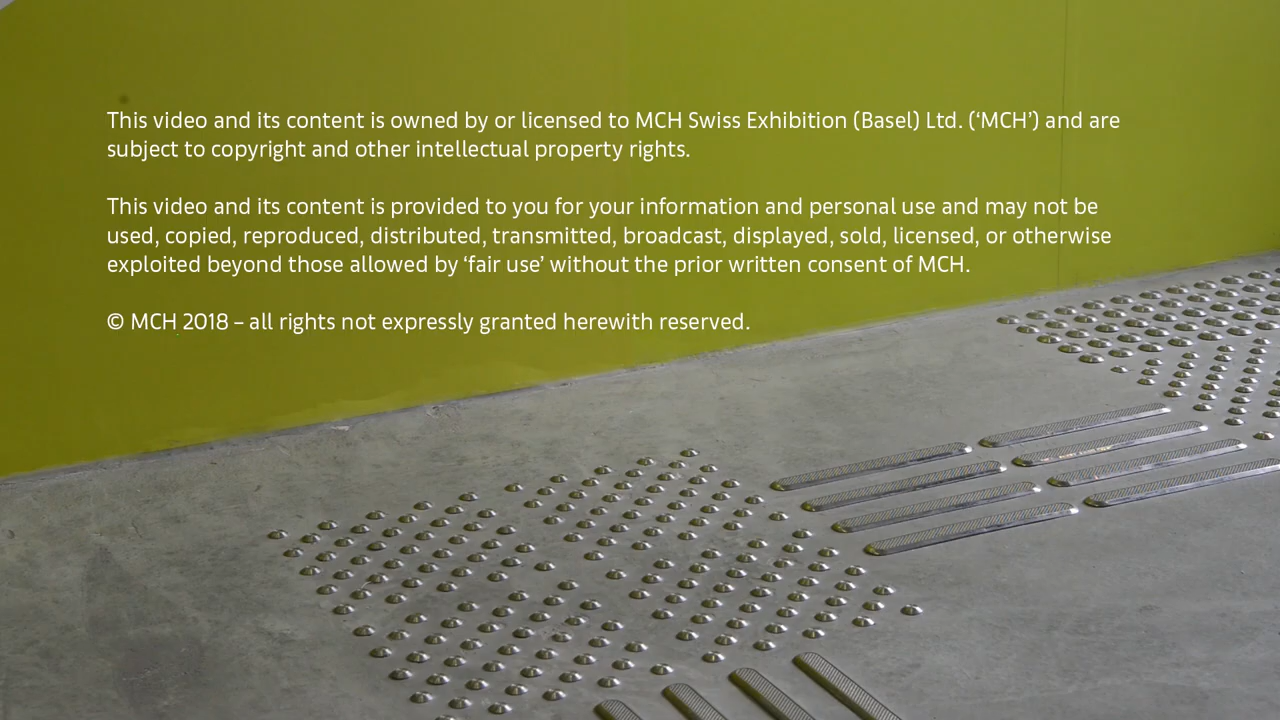 This video and its content is owned by or licensed to MCH Swiss Exhibition (Basel) Ltd. (‘MCH’) and are
subject to copyright and other intellectual property rights.
This video and its content is provided to you for your information and personal use and may not be
used, copied, reproduced, distributed, transmitted, broadcast, displayed, sold, licensed, or otherwise
exploited beyond those allowed by ‘fair use’ without the prior written consent of MCH.
© MCH 2018 – all rights not expressly granted herewith reserved.